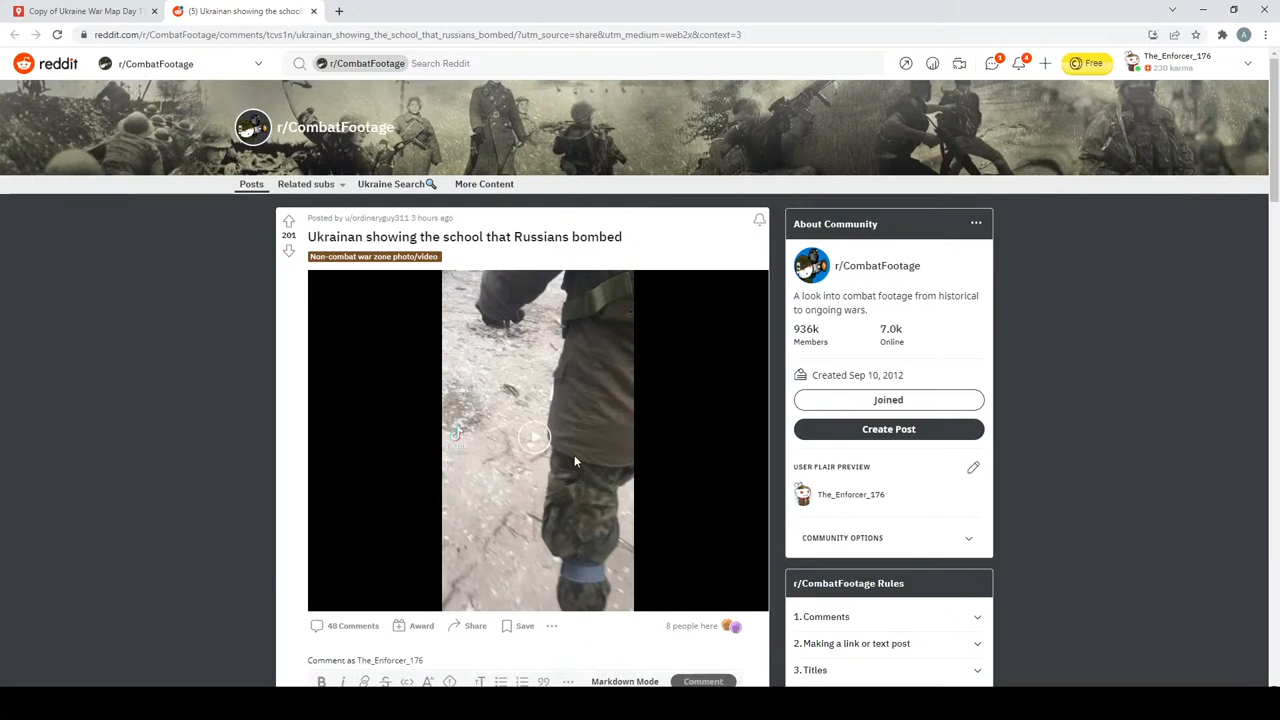 Copy of Ukraine War Map Day 1
(5) Ukrainan showing the school
reddit.com/r/CombatFootage/comments/tcvs1n/ukrainan_showing_the_school_that_russians_bombed/?utm_source=share&utm_medium=web2x&context=3
A
reddit
r/CombatFootage
r/CombatFootage
Search Reddit
1
4
Free
The_Enforcer_176
230 karma
r/CombatFootage
Posts
Related subs
Ukraine Search
More Content
Posted by u/ordinaryguy311 3 hours ago
201
Ukrainan showing the school that Russians bombed
Non-combat war zone photo/video
48 Comments
Award
Share
Save
8 people here
Comment as The_Enforcer_176
Markdown Mode
Comment
About Community
r/CombatFootage
A look into combat footage from historical
to ongoing wars.
936k
7.0k
Members
Online
Created Sep 10, 2012
Joined
Create Post
USER FLAIR PREVIEW
The_Enforcer_176
COMMUNITY OPTIONS
r/CombatFootage Rules
1. Comments
2. Making a link or text post
3. Titles